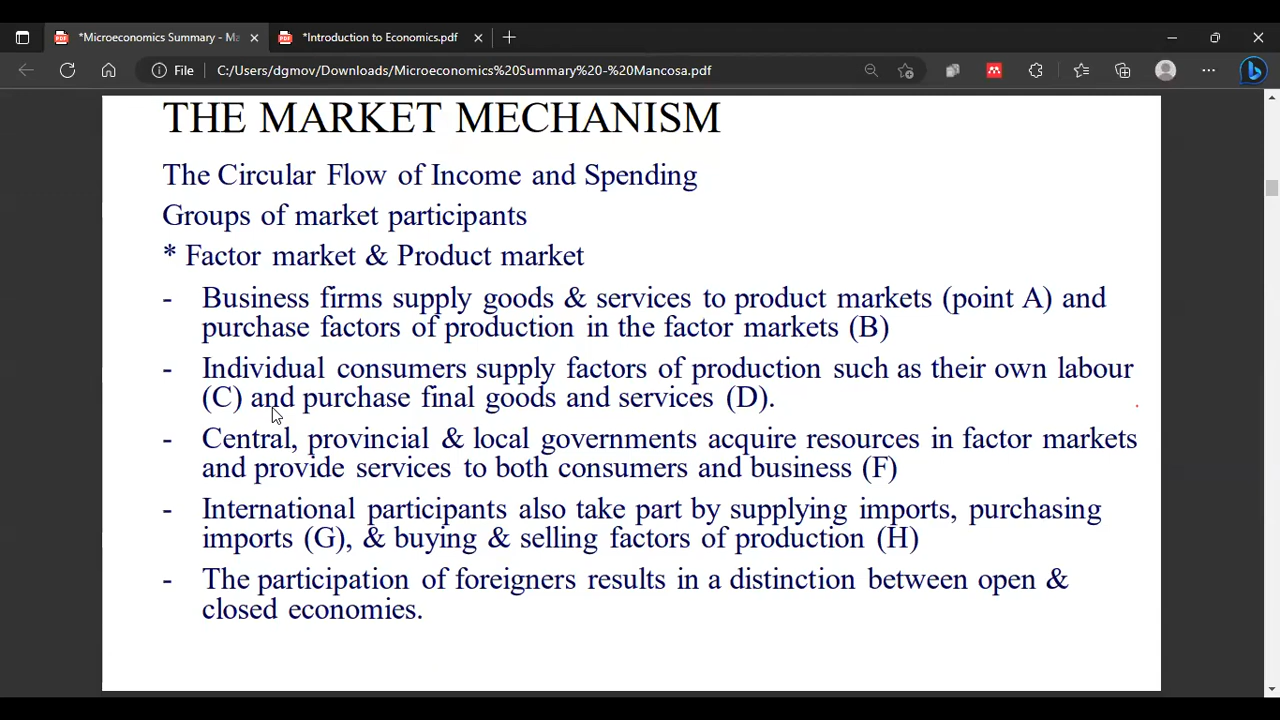 *Microeconomics Summary - Ma
*Introduction to Economics.pdf
File C:/Users/dgmov/Downloads/Microeconomics%20Summary%20-%20Mancosa.pdf
THE MARKET MECHANISM
The Circular Flow of Income and Spending
Groups of market participants
* Factor market & Product market
- Business firms supply goods & services to product markets (point A) and
purchase factors of production in the factor markets (B)
- Individual consumers supply factors of production such as their own labour
(C) and purchase final goods and services (D).
- Central, provincial & local governments acquire resources in factor markets
and provide services to both consumers and business (F)
- International participants also take part by supplying imports, purchasing
imports (G), & buying & selling factors of production (H)
- The participation of foreigners results in a distinction between open &
closed economies.